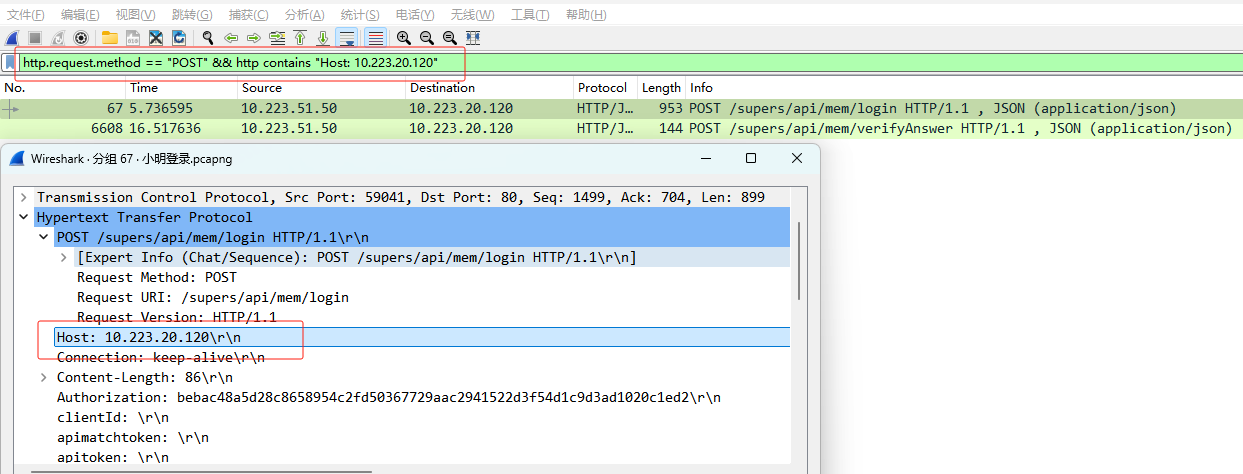 文件(F) 编辑(E) 视图(V) 跳转(G) 捕获(C) 分析(A) 统计(S) 电话(Y) 无线(W) 工具(T) 帮助(H)
http.request.method == "POST" && http contains "Host: 10.223.20.120"
No. Time Source Destination Protocol Length Info
67 5.736595 10.223.51.50 10.223.20.120 HTTP/J… 953 POST /supers/api/mem/login HTTP/1.1 , JSON (application/json)
6608 16.517636 10.223.51.50 10.223.20.120 HTTP/J… 144 POST /supers/api/mem/verifyAnswer HTTP/1.1 , JSON (application/json)
Wireshark · 分组 67 · 小明登录.pcapng
Transmission Control Protocol, Src Port: 59041, Dst Port: 80, Seq: 1499, Ack: 704, Len: 899
Hypertext Transfer Protocol
POST /supers/api/mem/login HTTP/1.1\r\n
[Expert Info (Chat/Sequence): POST /supers/api/mem/login HTTP/1.1\r\n]
Request Method: POST
Request URI: /supers/api/mem/login
Request Version: HTTP/1.1
Host: 10.223.20.120\r\n
Connection: keep-alive\r\n
Content-Length: 86\r\n
Authorization: bebac48a5d28c8658954c2fd50367729aac2941522d3f54d1c9d3ad1020c1ed2\r\n
clientId: \r\n
apimatchtoken: \r\n
apitoken: \r\n